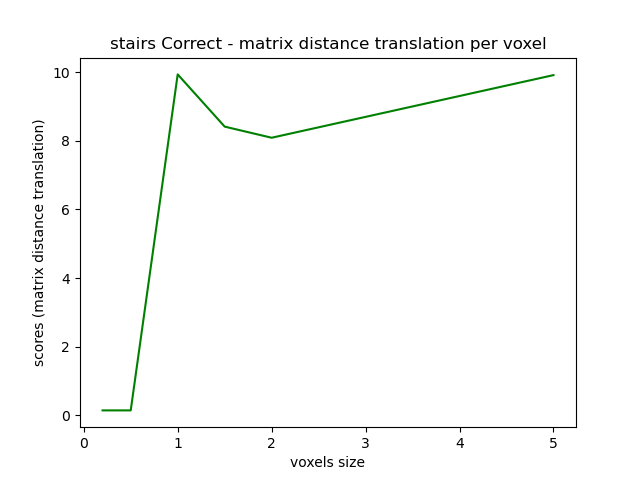 stairs Correct - matrix distance translation per voxel
scores (matrix distance translation)
10
8
6
4
2
0
0 1 2 3 4 5
voxels size